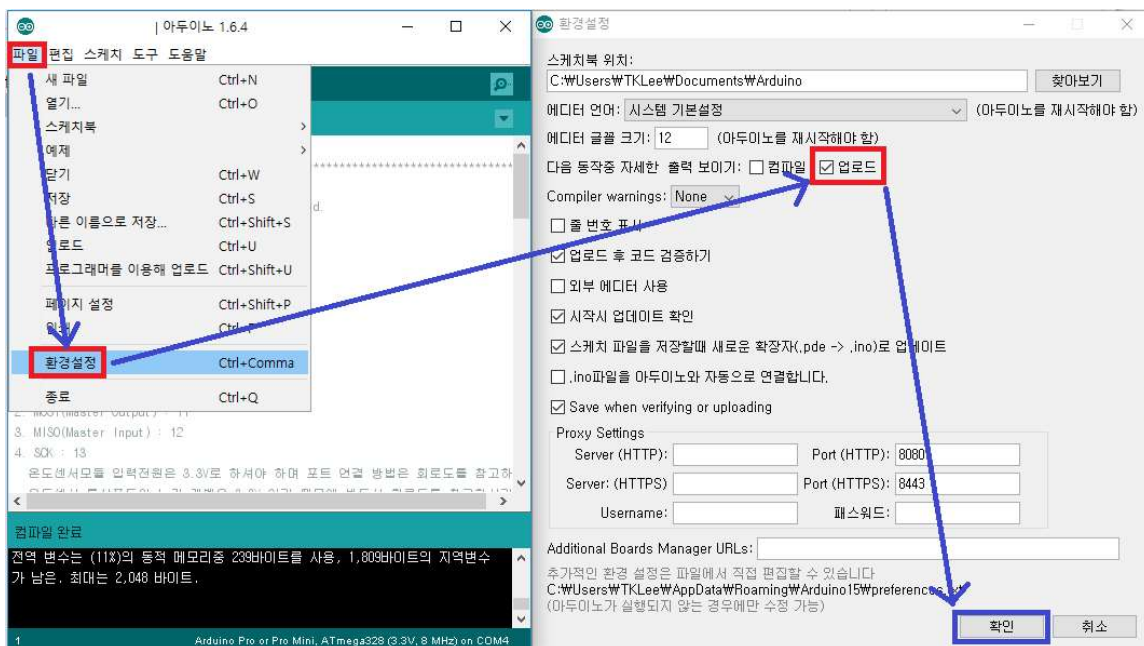 | 아두이노 1.6.4
파일 편집 스케치 도구 도움말
새 파일 Ctrl+N
열기... Ctrl+O
스케치북
예제
닫기 Ctrl+W
저장 Ctrl+S
다른 이름으로 저장... Ctrl+Shift+S
업로드 Ctrl+U
프로그래머를 이용해 업로드 Ctrl+Shift+U
페이지 설정 Ctrl+Shift+P
인쇄
환경설정 Ctrl+Comma
종료 Ctrl+Q
d.
3. MISO(Master Input) : 12
4. SCK : 13
온도센서모듈 입력전원은 3.3V로 하셔야 하며 포트 연결 방법은 회로도를 참고하
컴파일 완료
전역 변수는 (11%)의 동적 메모리중 239바이트를 사용, 1,809바이트의 지역변수
가 남은. 최대는 2,048 바이트.
1 Arduino Pro or Pro Mini, ATmega328 (3.3V, 8 MHz) on COM4
환경설정
스케치북 위치:
C:₩Users₩TKLee₩Documents₩Arduino 찾아보기
에디터 언어: 시스템 기본설정 (아두이노를 재시작해야 함)
에디터 글꼴 크기: 12 (아두이노를 재시작해야 함)
다음 동작중 자세한 출력 보이기: 컴파일 업로드
Compiler warnings: None
줄 번호 표시
업로드 후 코드 검증하기
외부 에디터 사용
시작시 업데이트 확인
스케치 파일을 저장할때 새로운 확장자(.pde -> .ino)로 업데이트
.ino파일을 아두이노와 자동으로 연결합니다.
Save when verifying or uploading
Proxy Settings
Server (HTTP): Port (HTTP): 8080
Server: (HTTPS) Port (HTTPS): 8443
Username: 패스워드:
Additional Boards Manager URLs:
추가적인 환경 설정은 파일에서 직접 편집할 수 있습니다
C:₩Users₩TKLee₩AppData₩Roaming₩Arduino15₩preferences.txt
(아두이노가 실행되지 않는 경우에만 수정 가능)
확인 취소